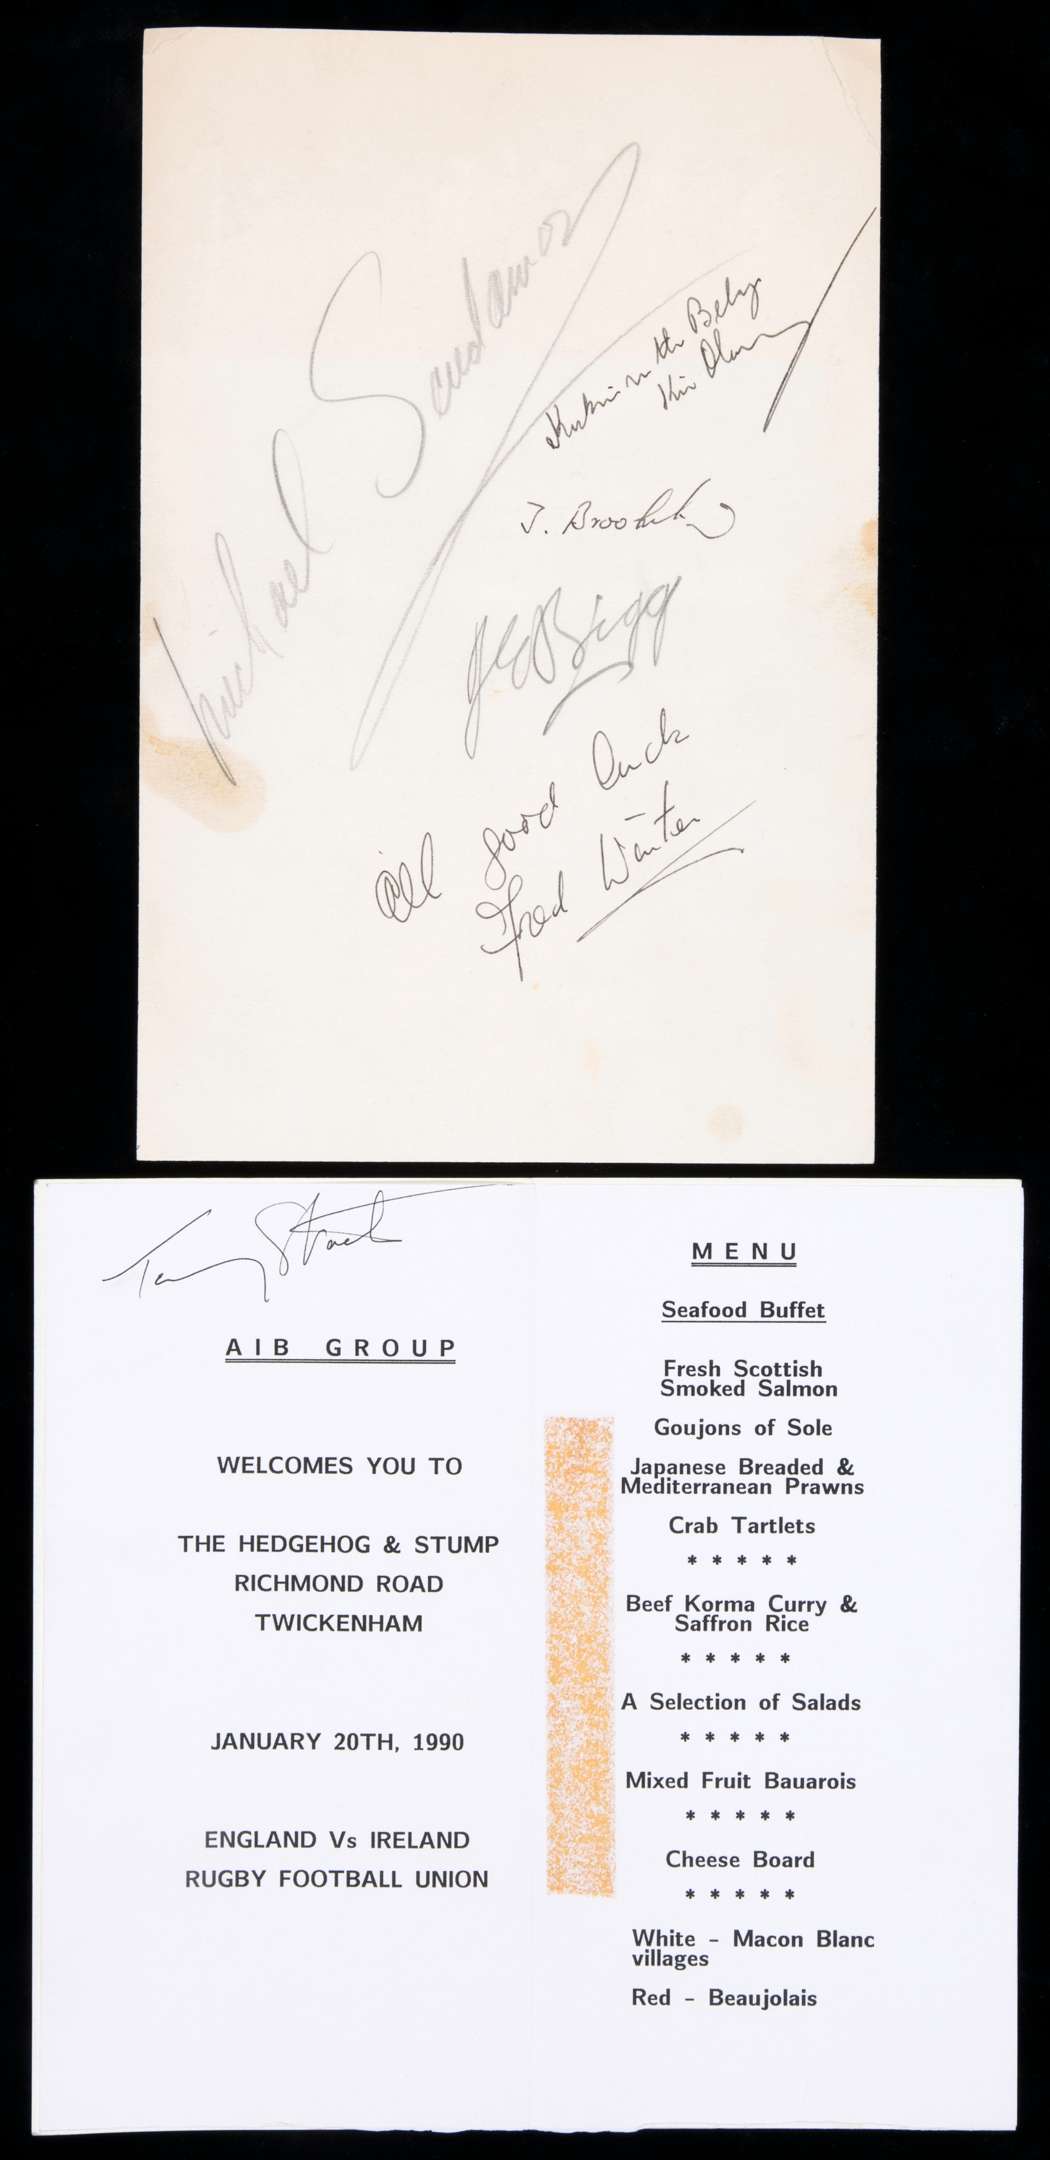 Michael Scudamore
in the
J. Brookshaw
Bigg
All good luck
Fred Winter
Terry
AIB GROUP
WELCOMES YOU TO
THE HEDGEHOG & STUMP
RICHMOND ROAD
TWICKENHAM
JANUARY 20TH, 1990
ENGLAND Vs IRELAND
RUGBY FOOTBALL UNION
MENU
Seafood Buffet
Fresh Scottish
Smoked Salmon
Goujons of Sole
Japanese Breaded &
Mediterranean Prawns
Crab Tartlets
* * * * *
Beef Korma Curry &
Saffron Rice
* * * * *
A Selection of Salads
* * * * *
Mixed Fruit Bauarois
* * * * *
Cheese Board
* * * * *
White - Macon Blanc
villages
Red - Beaujolais